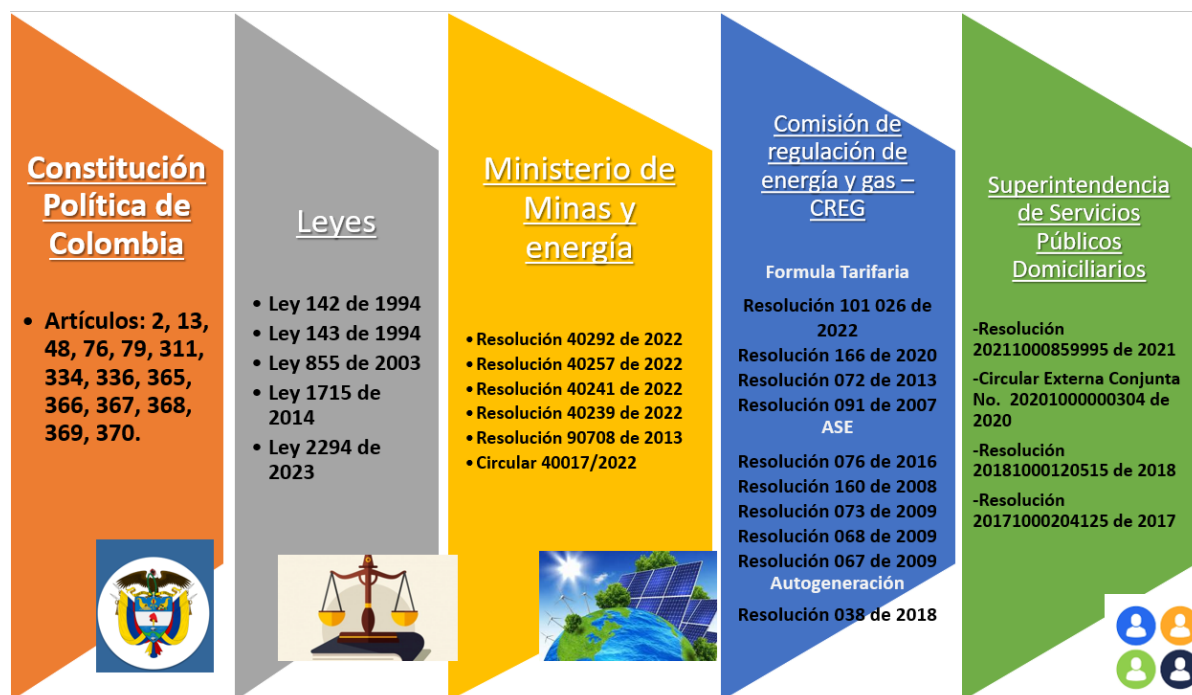 Constitución
Política de
Colombia
• Artículos: 2, 13,
48, 76, 79, 311,
334, 336, 365,
366, 367, 368,
369, 370.
Leyes
• Ley 142 de 1994
• Ley 143 de 1994
• Ley 855 de 2003
• Ley 1715 de
2014
• Ley 2294 de
2023
Ministerio de
Minas y
energía
• Resolución 40292 de 2022
• Resolución 40257 de 2022
• Resolución 40241 de 2022
• Resolución 40239 de 2022
• Resolución 90708 de 2013
• Circular 40017/2022
Comisión de
regulación de
energía y gas –
CREG
Formula Tarifaria
Resolución 101 026 de
2022
Resolución 166 de 2020
Resolución 072 de 2013
Resolución 091 de 2007
ASE
Resolución 076 de 2016
Resolución 160 de 2008
Resolución 073 de 2009
Resolución 068 de 2009
Resolución 067 de 2009
Autogeneración
Resolución 038 de 2018
Superintendencia
de Servicios
Públicos
Domiciliarios
-Resolución
20211000859995 de 2021
-Circular Externa Conjunta
No. 20201000000304 de
2020
-Resolución
20181000120515 de 2018
-Resolución
20171000204125 de 2017